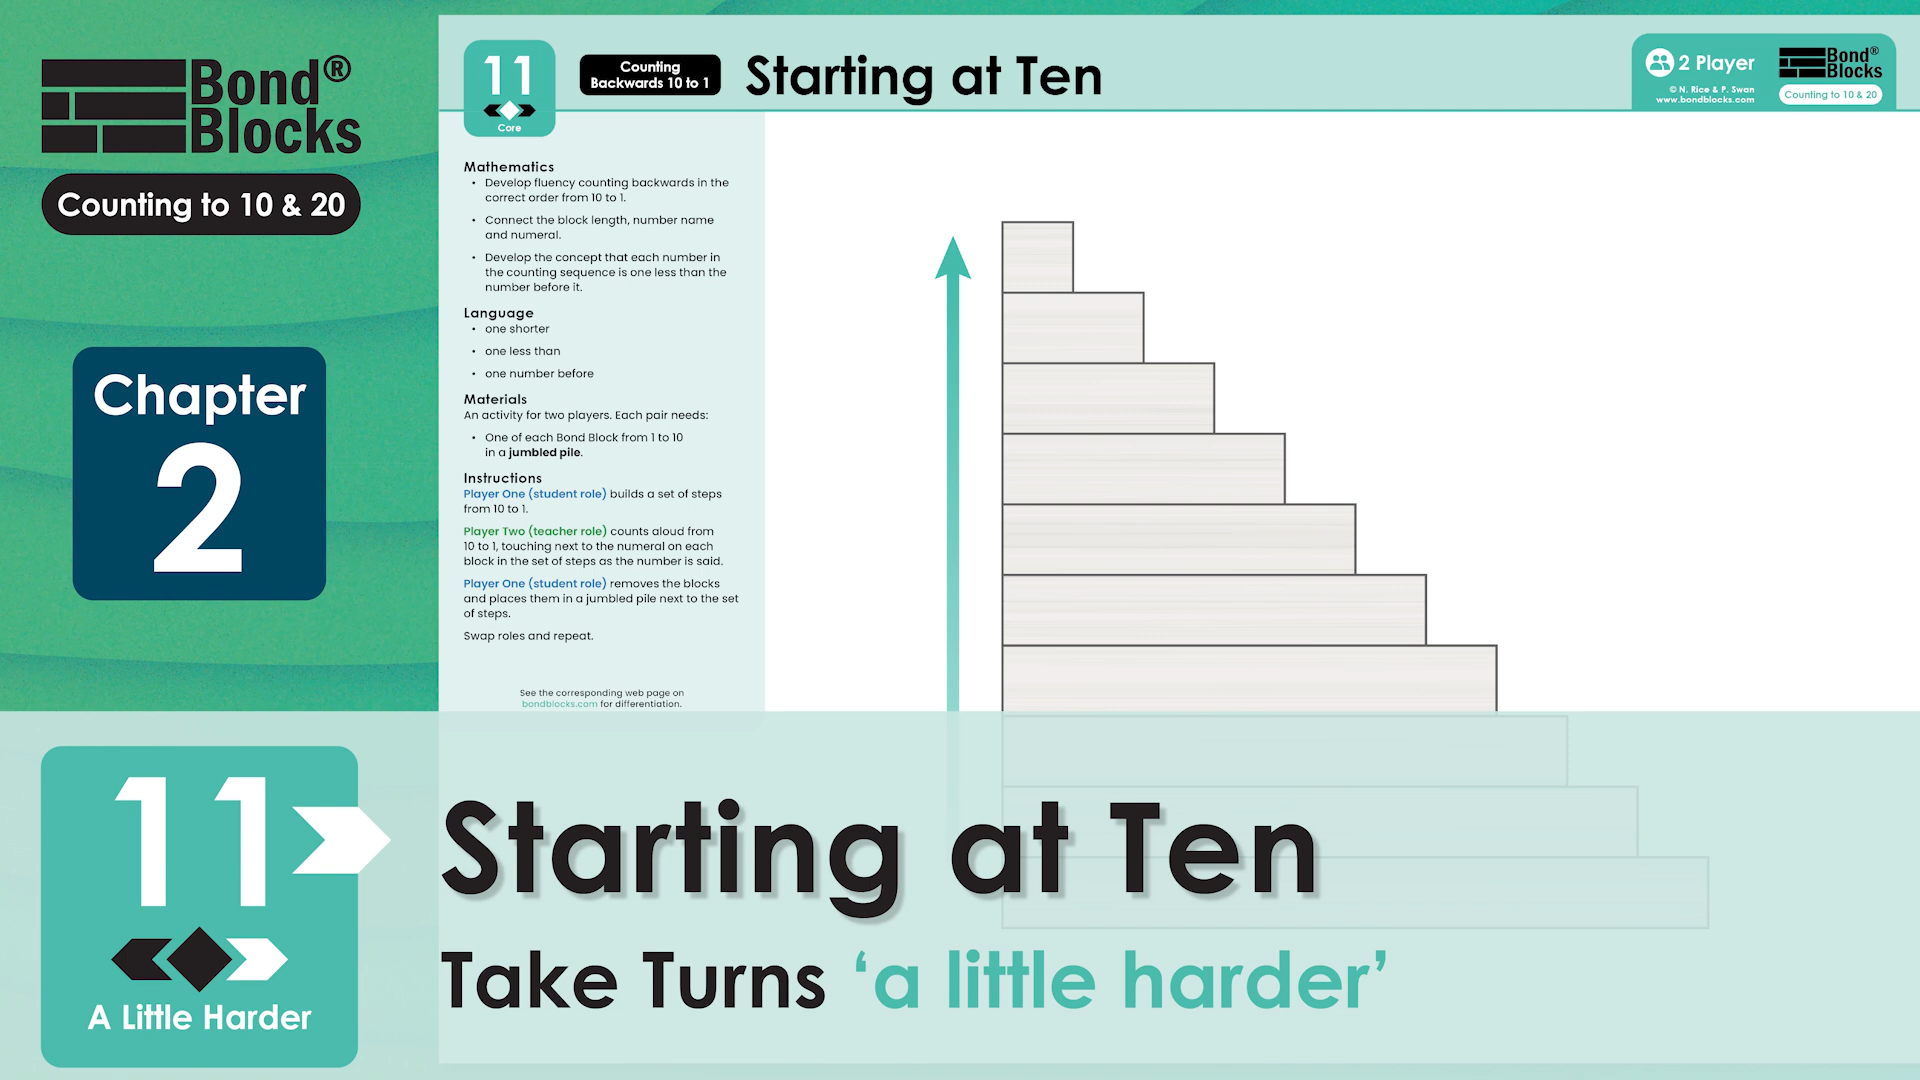 Bond®
Blocks
Counting to 10 & 20
Chapter
2
11
Core
Counting
Backwards 10 to 1
Starting at Ten
2 Player
© N. Rice & P. Swan
www.bondblocks.com
Bond®
Blocks
Counting to 10 & 20
Mathematics
• Develop fluency counting backwards in the
correct order from 10 to 1.
• Connect the block length, number name
and numeral.
• Develop the concept that each number in
the counting sequence is one less than the
number before it.
Language
• one shorter
• one less than
• one number before
Materials
An activity for two players. Each pair needs:
• One of each Bond Block from 1 to 10
in a jumbled pile.
Instructions
Player One (student role) builds a set of steps
from 10 to 1.
Player Two (teacher role) counts aloud from
10 to 1, touching next to the numeral on each
block in the set of steps as the number is said.
Player One (student role) removes the blocks
and places them in a jumbled pile next to the set
of steps.
Swap roles and repeat.
See the corresponding web page on
bondblocks.com for differentiation.
11
A Little Harder
Starting at Ten
Take Turns ‘a little harder’